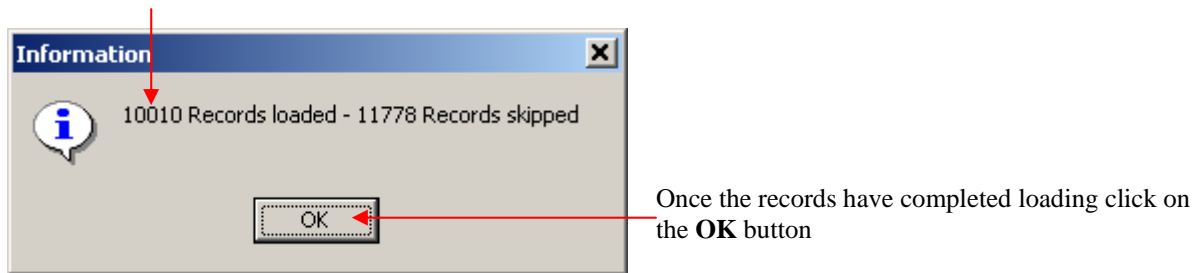 Information
10010 Records loaded - 11778 Records skipped
OK
Once the records have completed loading click on
the OK button